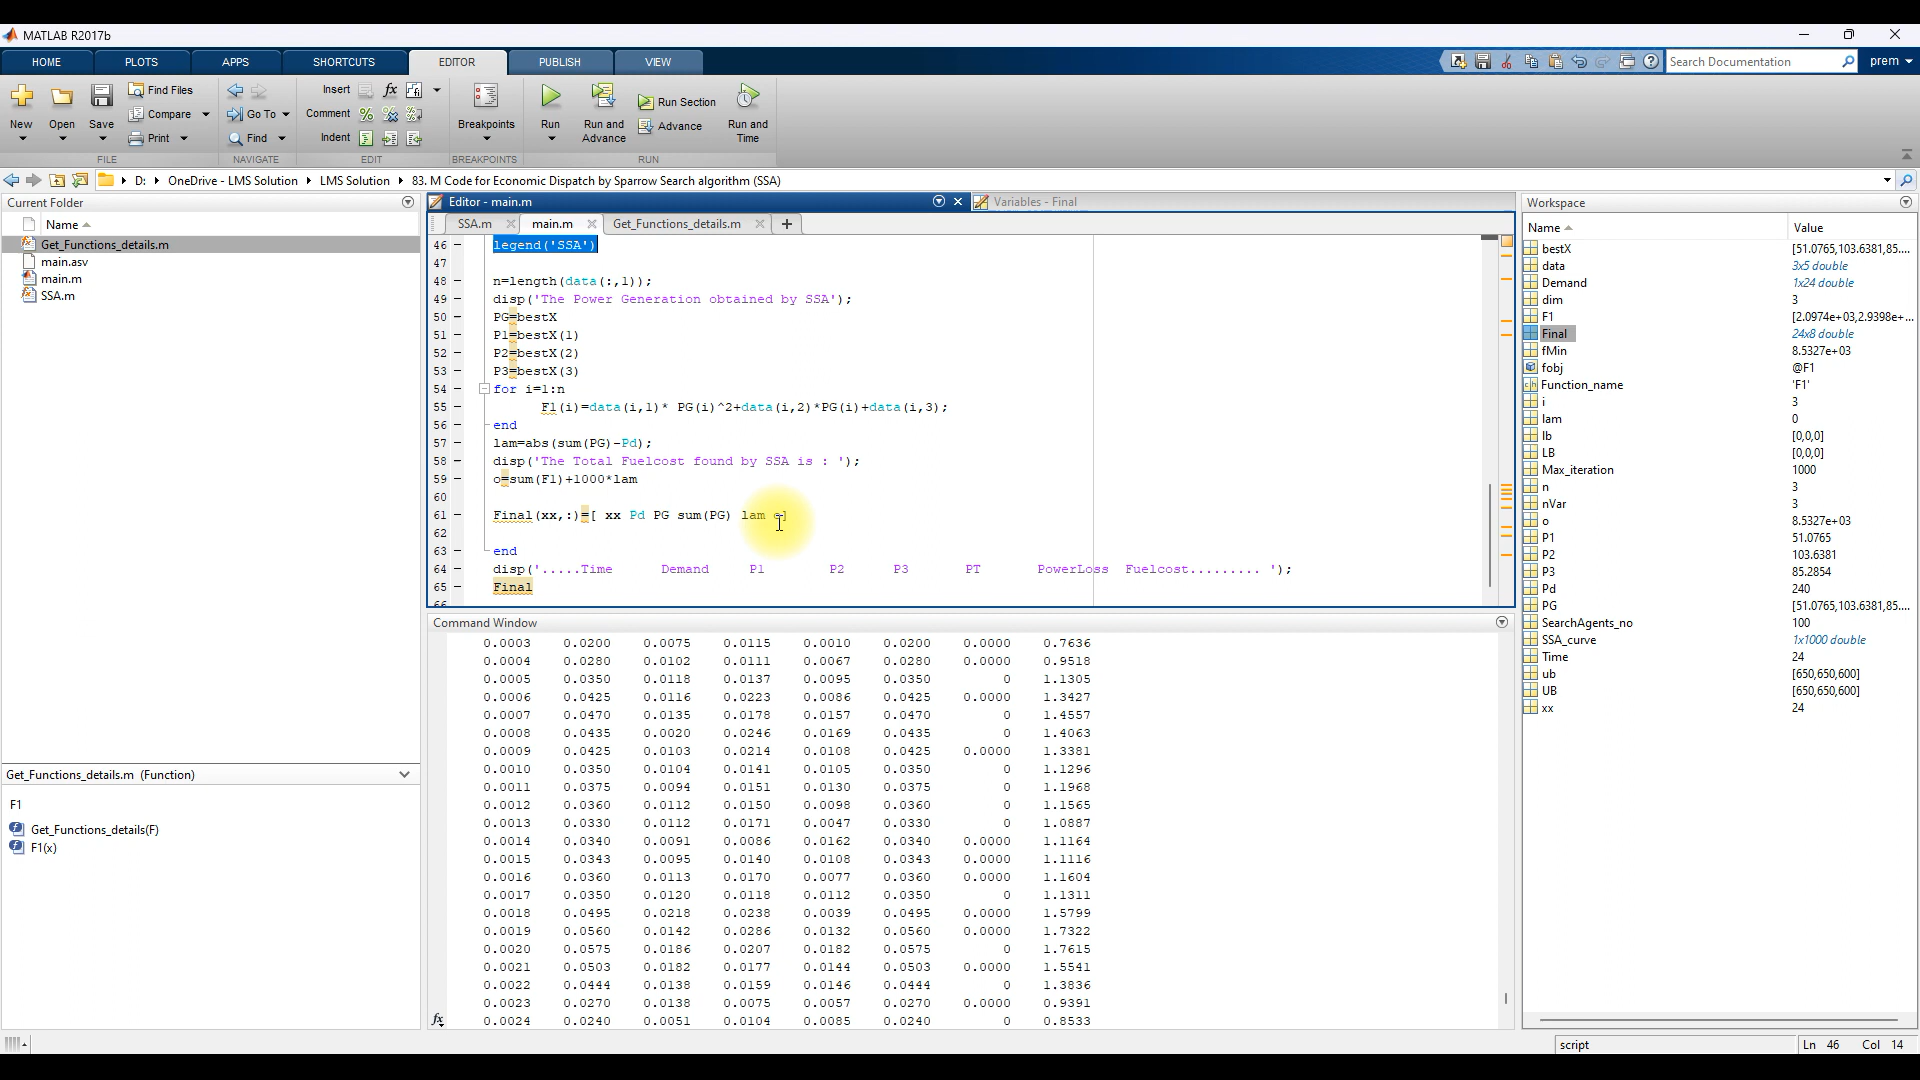 MATLAB R2017b
HOME PLOTS APPS SHORTCUTS EDITOR PUBLISH VIEW Search Documentation prem
New Open Save Find Files Compare Print
Go To Find
Insert fx Comment Indent
Breakpoints Run Run and Advance Run Section Advance Run and Time
FILE NAVIGATE EDIT BREAKPOINTS RUN
D: OneDrive - LMS Solution LMS Solution 83. M Code for Economic Dispatch by Sparrow Search algorithm (SSA)
Current Folder
Name
Get_Functions_details.m
main.asv
main.m
SSA.m
Get_Functions_details.m (Function)
F1
Get_Functions_details(F)
F1(x)
Editor - main.m Variables - Final
SSA.m main.m Get_Functions_details.m
46 legend('SSA')
47
48 n=length(data(:,1));
49 disp('The Power Generation obtained by SSA');
50 PG=bestX
51 P1=bestX(1)
52 P2=bestX(2)
53 P3=bestX(3)
54 for i=1:n
55 F1(i)=data(i,1)* PG(i)^2+data(i,2)*PG(i)+data(i,3);
56 end
57 lam=abs(sum(PG)-Pd);
58 disp('The Total Fuelcost found by SSA is : ');
59 o=sum(F1)+1000*lam
60
61 Final(xx,:)=[ xx Pd PG sum(PG) lam o]
62
63 end
64 disp('.....Time Demand P1 P2 P3 PT PowerLoss Fuelcost......... ');
65 Final
66
Command Window
0.0003 0.0200 0.0075 0.0115 0.0010 0.0200 0.0000 0.7636
0.0004 0.0280 0.0102 0.0111 0.0067 0.0280 0.0000 0.9518
0.0005 0.0350 0.0118 0.0137 0.0095 0.0350 0 1.1305
0.0006 0.0425 0.0116 0.0223 0.0086 0.0425 0.0000 1.3427
0.0007 0.0470 0.0135 0.0178 0.0157 0.0470 0 1.4557
0.0008 0.0435 0.0020 0.0246 0.0169 0.0435 0 1.4063
0.0009 0.0425 0.0103 0.0214 0.0108 0.0425 0.0000 1.3381
0.0010 0.0350 0.0104 0.0141 0.0105 0.0350 0 1.1296
0.0011 0.0375 0.0094 0.0151 0.0130 0.0375 0 1.1968
0.0012 0.0360 0.0112 0.0150 0.0098 0.0360 0 1.1565
0.0013 0.0330 0.0112 0.0171 0.0047 0.0330 0 1.0887
0.0014 0.0340 0.0091 0.0086 0.0162 0.0340 0.0000 1.1164
0.0015 0.0343 0.0095 0.0140 0.0108 0.0343 0.0000 1.1116
0.0016 0.0360 0.0113 0.0170 0.0077 0.0360 0.0000 1.1604
0.0017 0.0350 0.0120 0.0118 0.0112 0.0350 0 1.1311
0.0018 0.0495 0.0218 0.0238 0.0039 0.0495 0.0000 1.5799
0.0019 0.0560 0.0142 0.0286 0.0132 0.0560 0.0000 1.7322
0.0020 0.0575 0.0186 0.0207 0.0182 0.0575 0 1.7615
0.0021 0.0503 0.0182 0.0177 0.0144 0.0503 0.0000 1.5541
0.0022 0.0444 0.0138 0.0159 0.0146 0.0444 0 1.3836
0.0023 0.0270 0.0138 0.0075 0.0057 0.0270 0.0000 0.9391
fx 0.0024 0.0240 0.0051 0.0104 0.0085 0.0240 0 0.8533
Workspace
Name Value
bestX [51.0765,103.6381,85....
data 3x5 double
Demand 1x24 double
dim 3
F1 [2.0974e+03,2.9398e+...
Final 24x8 double
fMin 8.5327e+03
fobj @F1
Function_name 'F1'
i 3
lam 0
lb [0,0,0]
LB [0,0,0]
Max_iteration 1000
n 3
nVar 3
o 8.5327e+03
P1 51.0765
P2 103.6381
P3 85.2854
Pd 240
PG [51.0765,103.6381,85....
SearchAgents_no 100
SSA_curve 1x1000 double
Time 24
ub [650,650,600]
UB [650,650,600]
xx 24
script Ln 46 Col 14